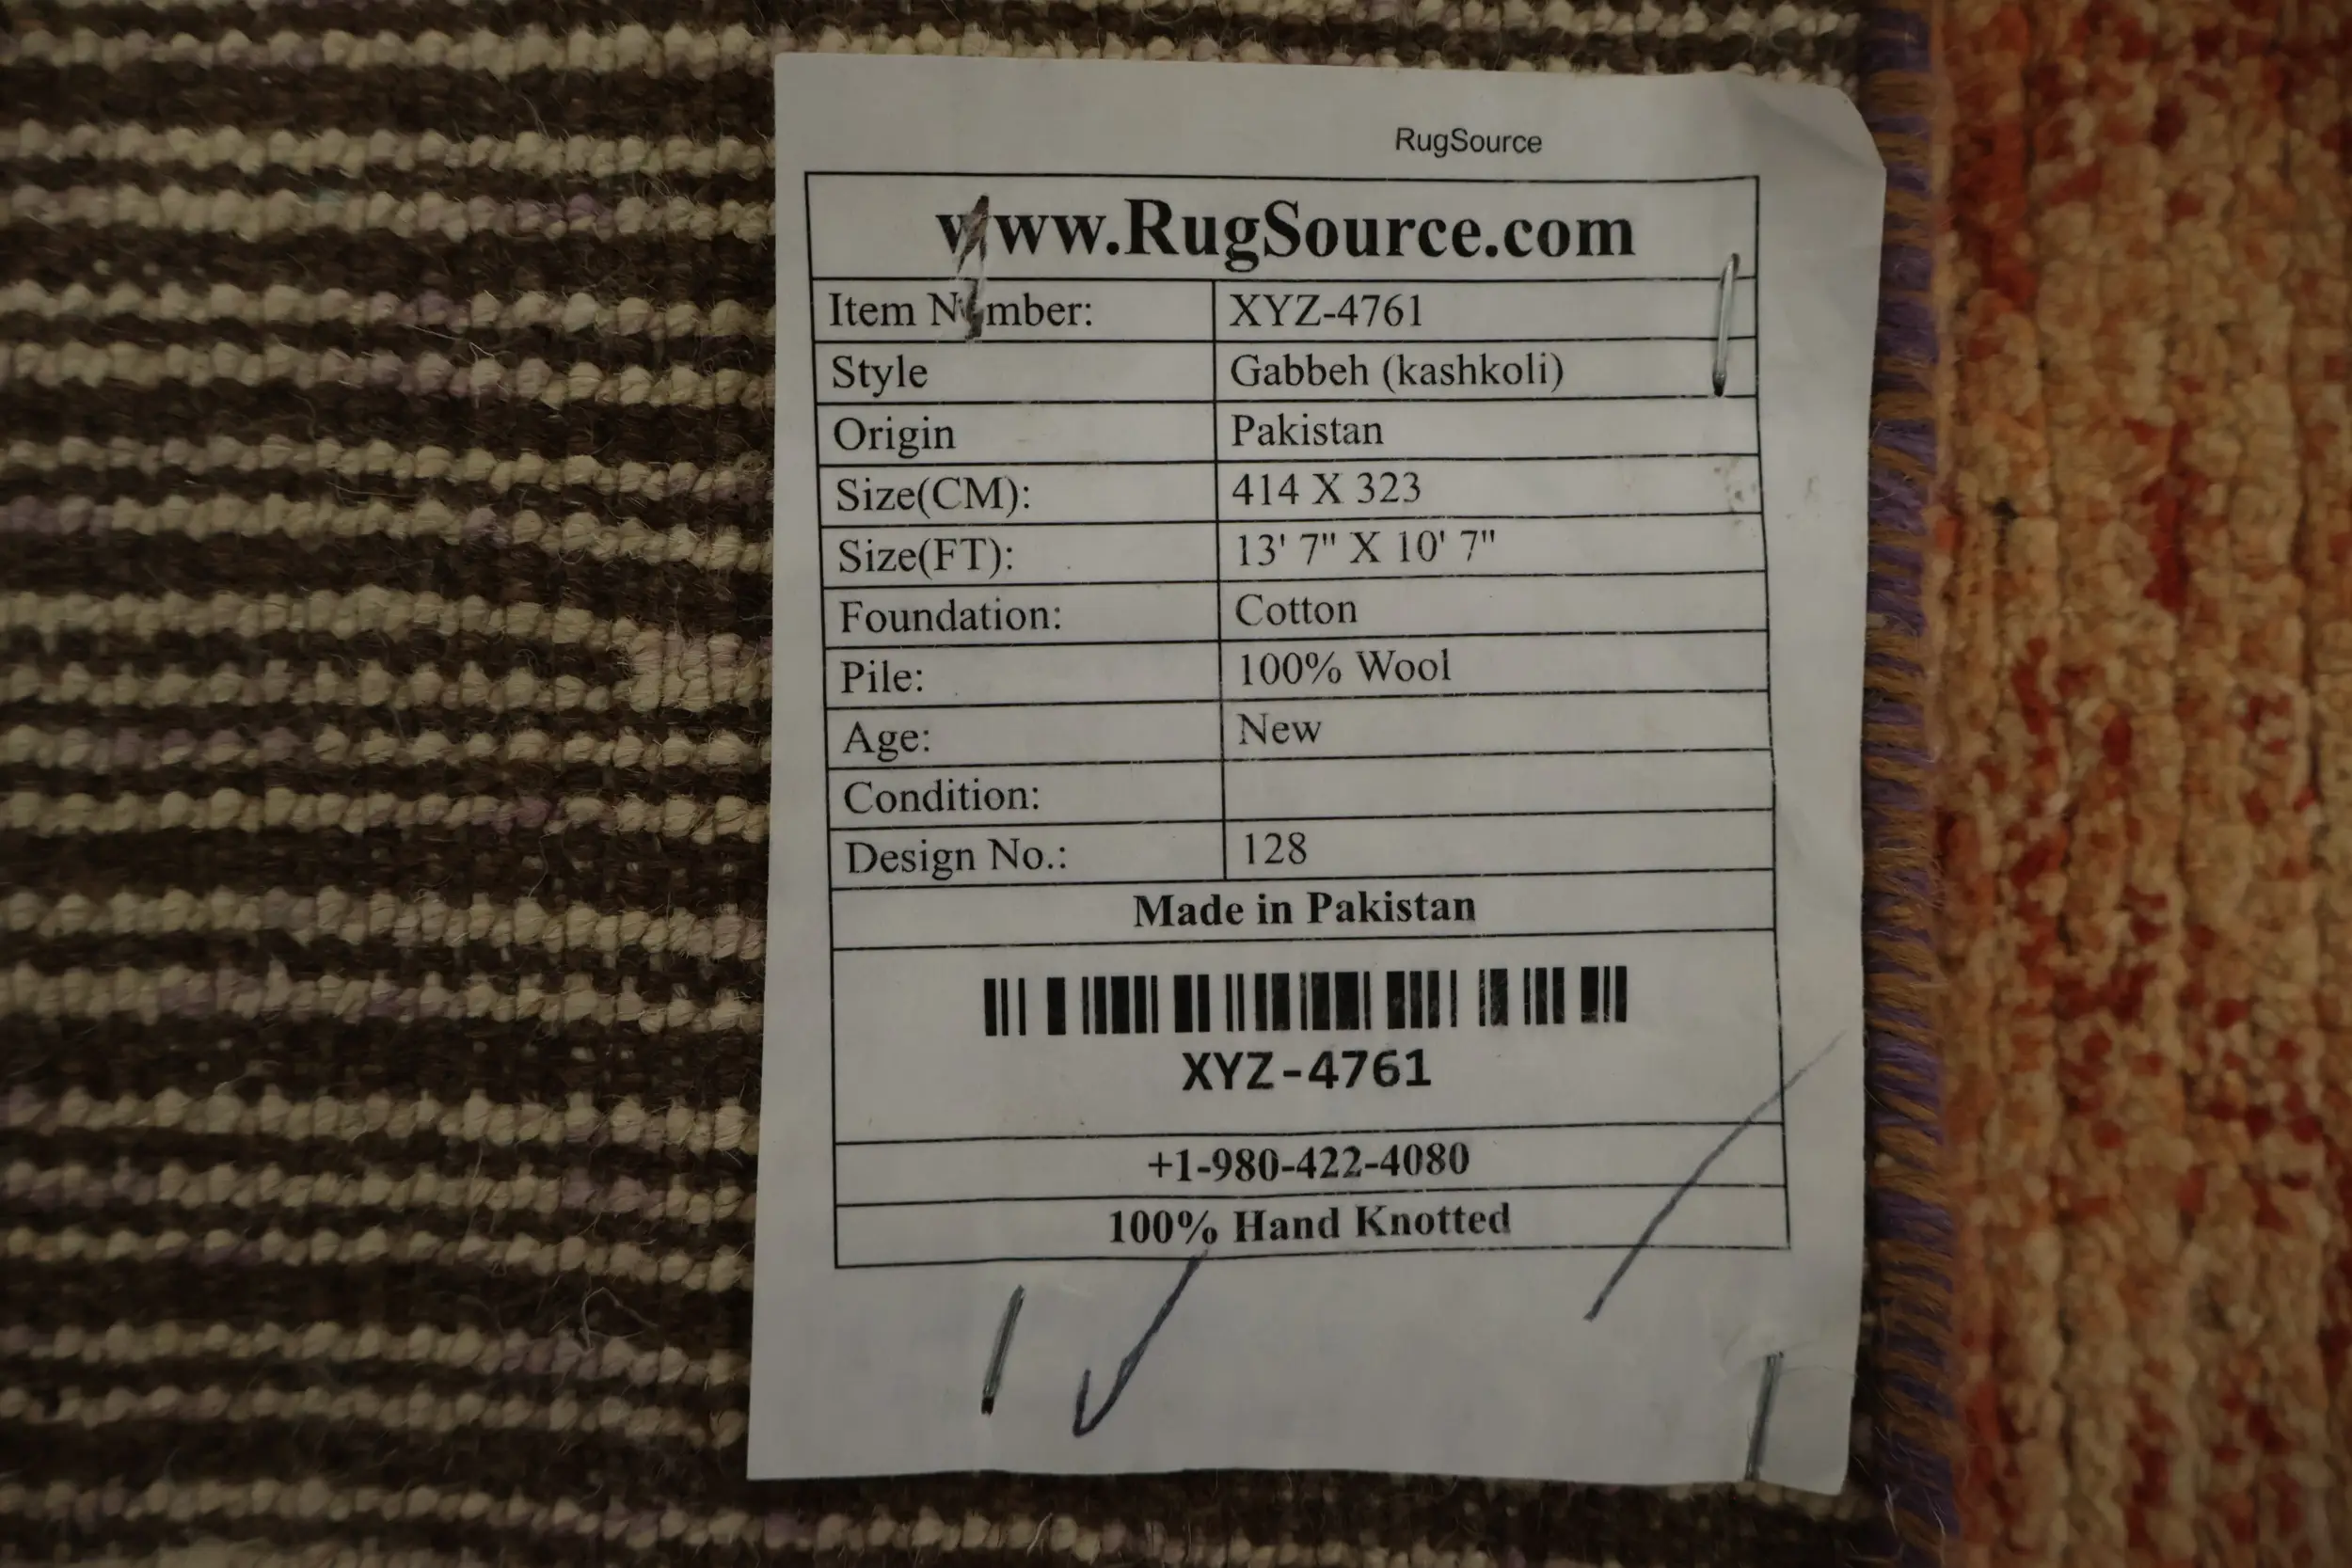 RugSource
www.RugSource.com
Item Number: XYZ-4761
Style Gabbeh (kashkoli)
Origin Pakistan
Size(CM): 414 X 323
Size(FT): 13' 7" X 10' 7"
Foundation: Cotton
Pile: 100% Wool
Age: New
Condition:
Design No.: 128
Made in Pakistan
XYZ-4761
+1-980-422-4080
100% Hand Knotted